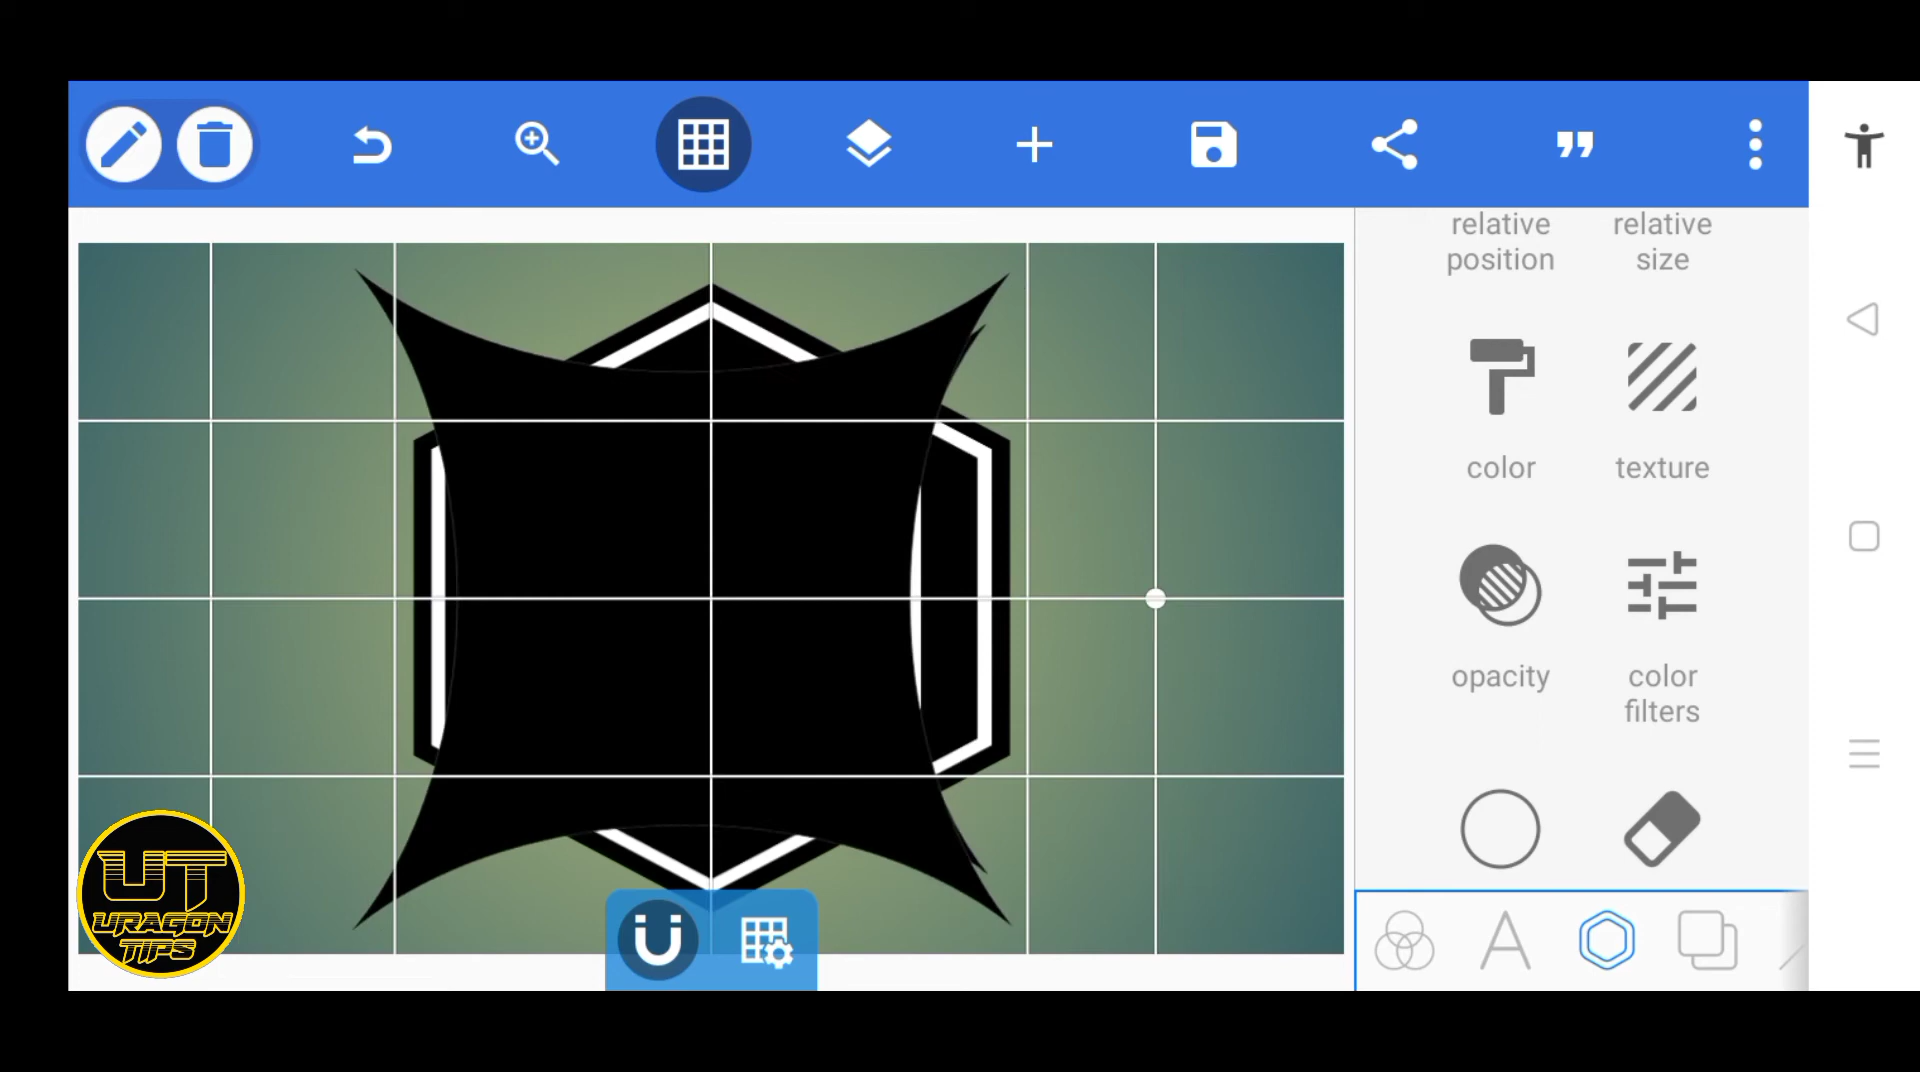 relative
position
relative
size
color
texture
opacity
color
filters
UT
URAGON
TIPS